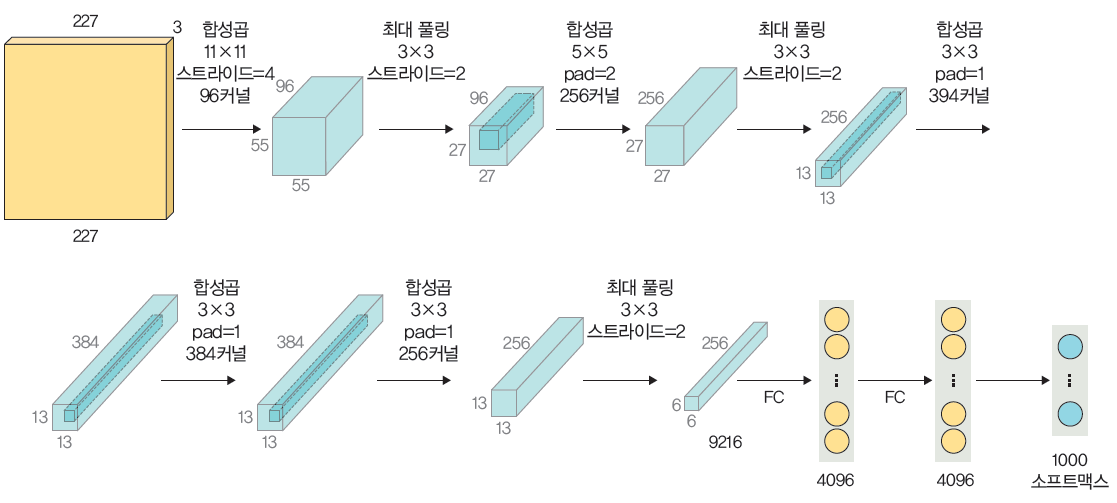 227
3
227
합성곱
11×11
스트라이드=4
96커널
96
55
55
최대 풀링
3×3
스트라이드=2
96
27
27
합성곱
5×5
pad=2
256커널
256
27
27
최대 풀링
3×3
스트라이드=2
256
13
13
합성곱
3×3
pad=1
394커널
384
13
13
합성곱
3×3
pad=1
384커널
384
13
13
합성곱
3×3
pad=1
256커널
256
13
13
최대 풀링
3×3
스트라이드=2
256
6
6
9216
FC
4096
FC
4096
1000
소프트맥스